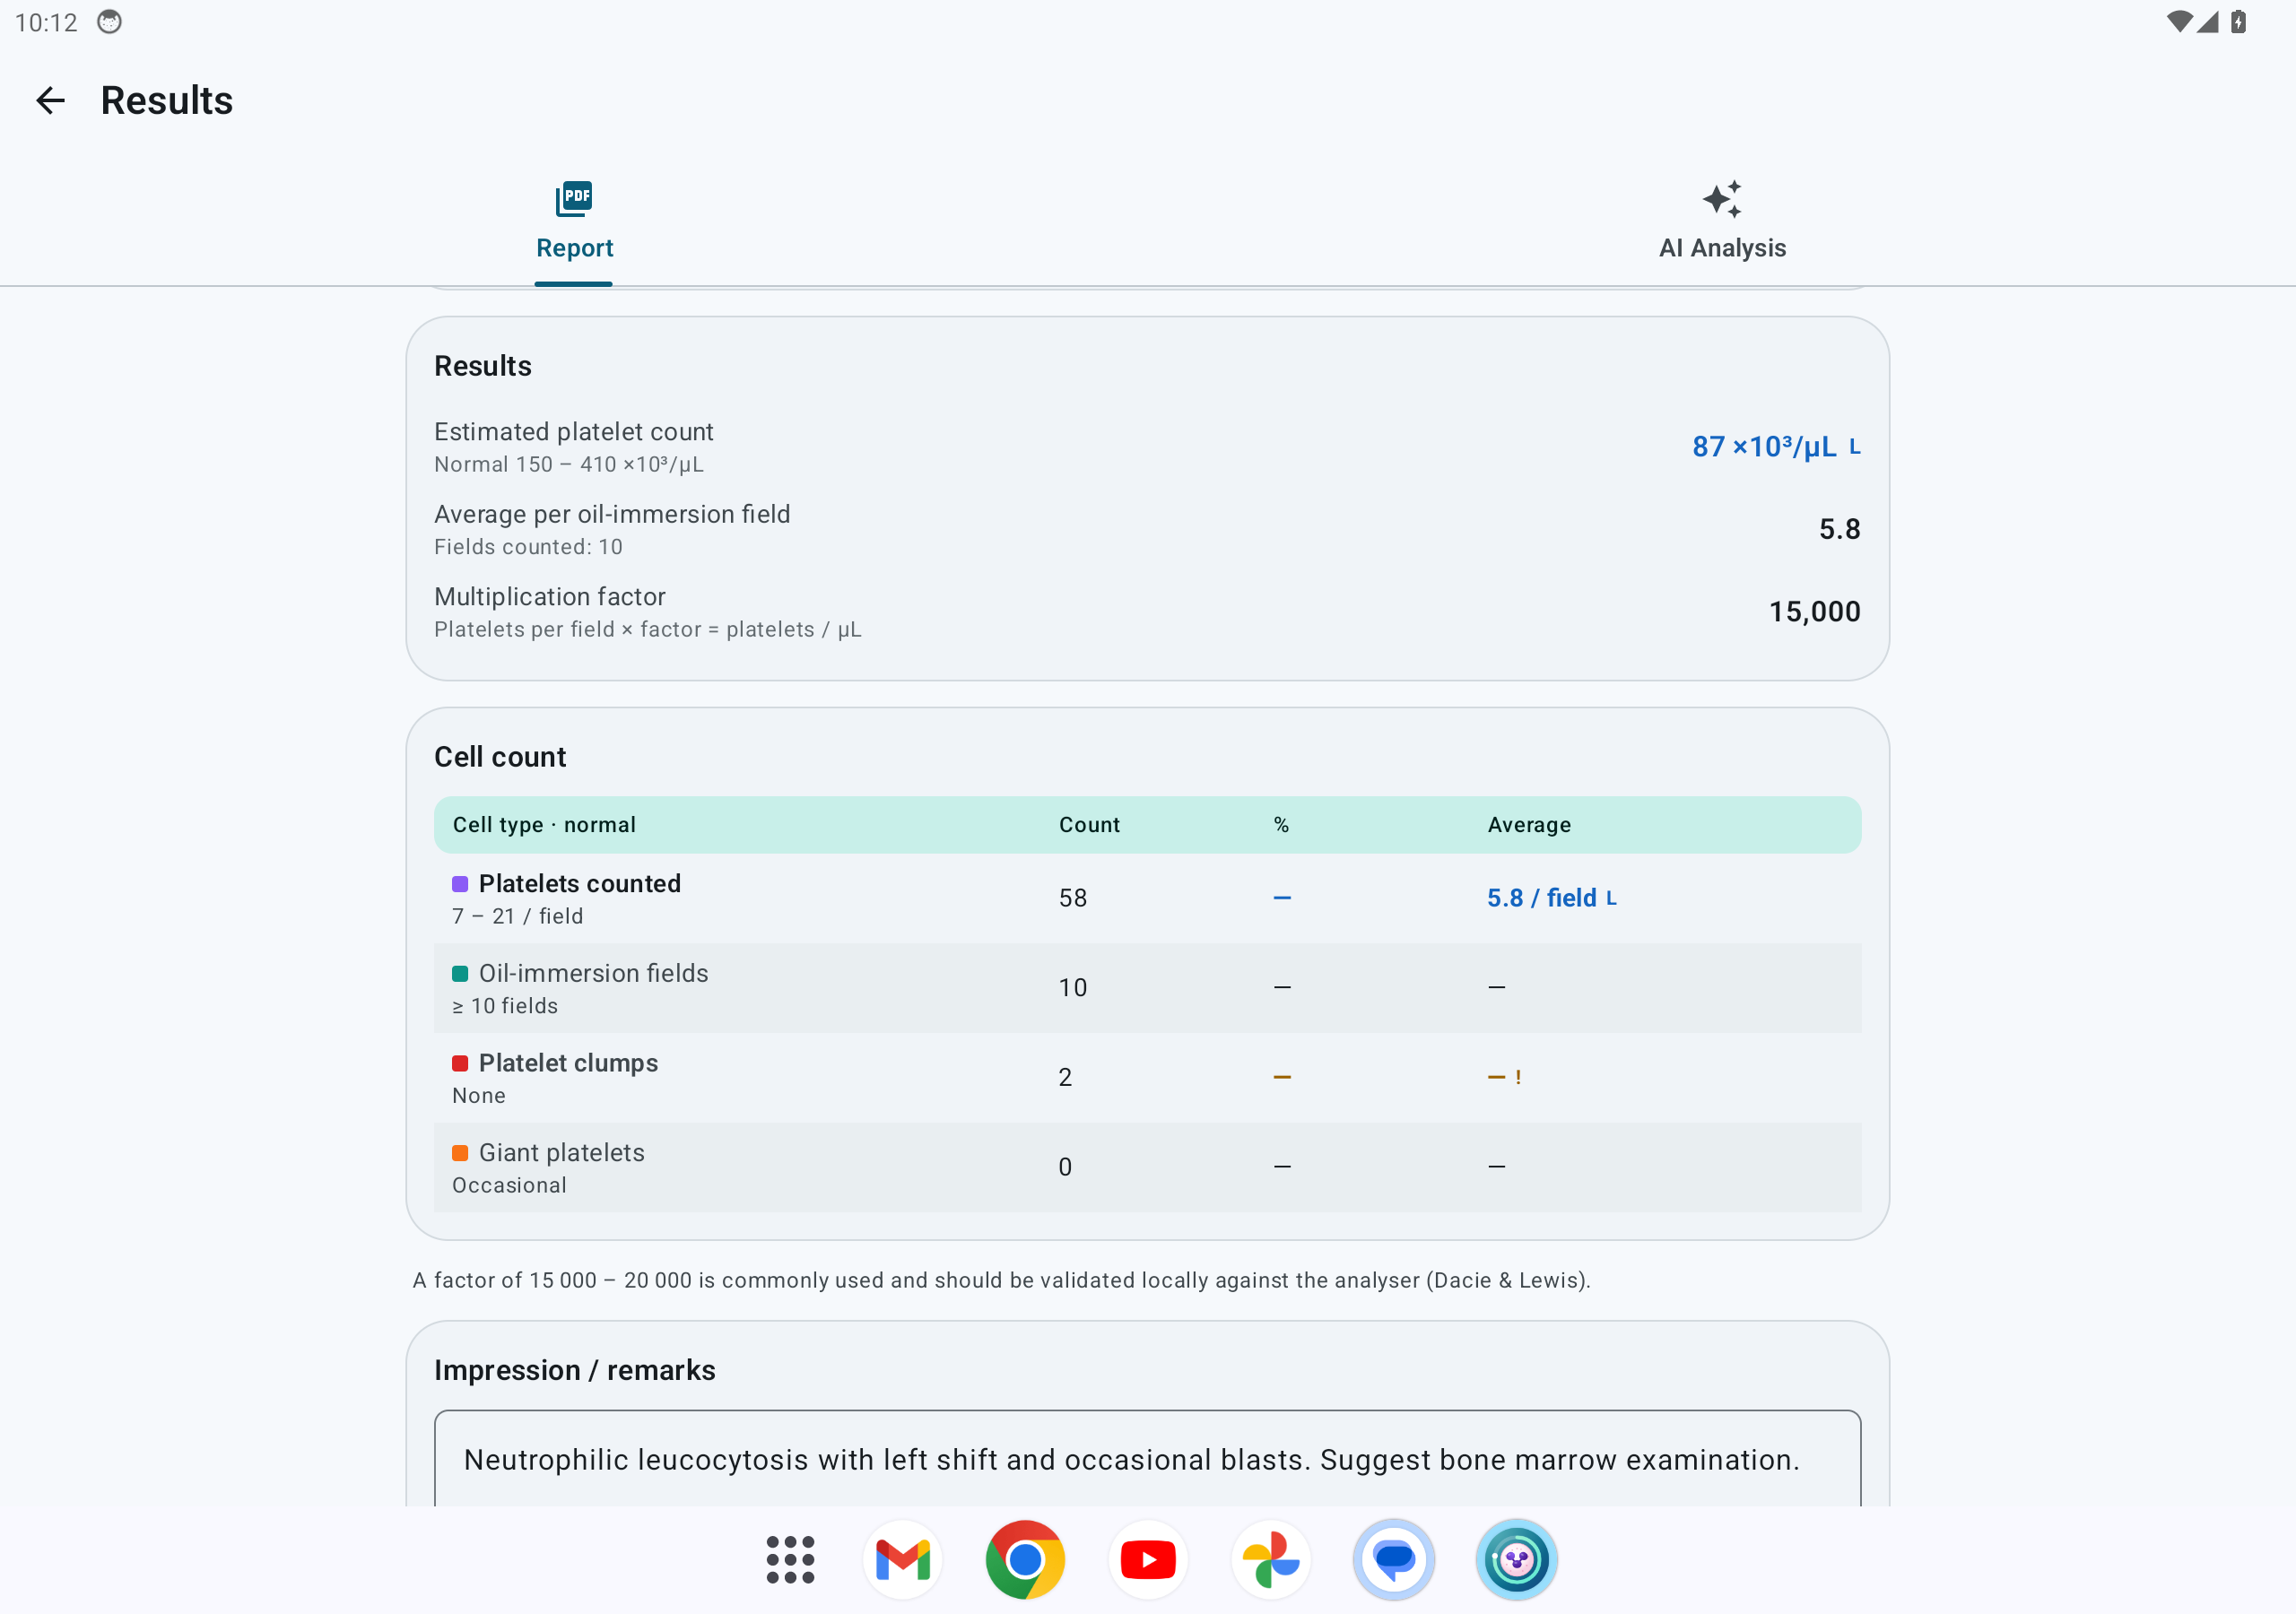 10:12
Results
PDF
Report
AI Analysis
Results
Estimated platelet count
Normal 150 – 410 ×10³/µL
87 ×10³/µL L
Average per oil-immersion field
Fields counted: 10
5.8
Multiplication factor
Platelets per field × factor = platelets / µL
15,000
Cell count
Cell type · normal Count % Average
Platelets counted
7 – 21 / field
58 — 5.8 / field L
Oil-immersion fields
≥ 10 fields
10 — —
Platelet clumps
None
2 — — !
Giant platelets
Occasional
0 — —
A factor of 15 000 – 20 000 is commonly used and should be validated locally against the analyser (Dacie & Lewis).
Impression / remarks
Neutrophilic leucocytosis with left shift and occasional blasts. Suggest bone marrow examination.